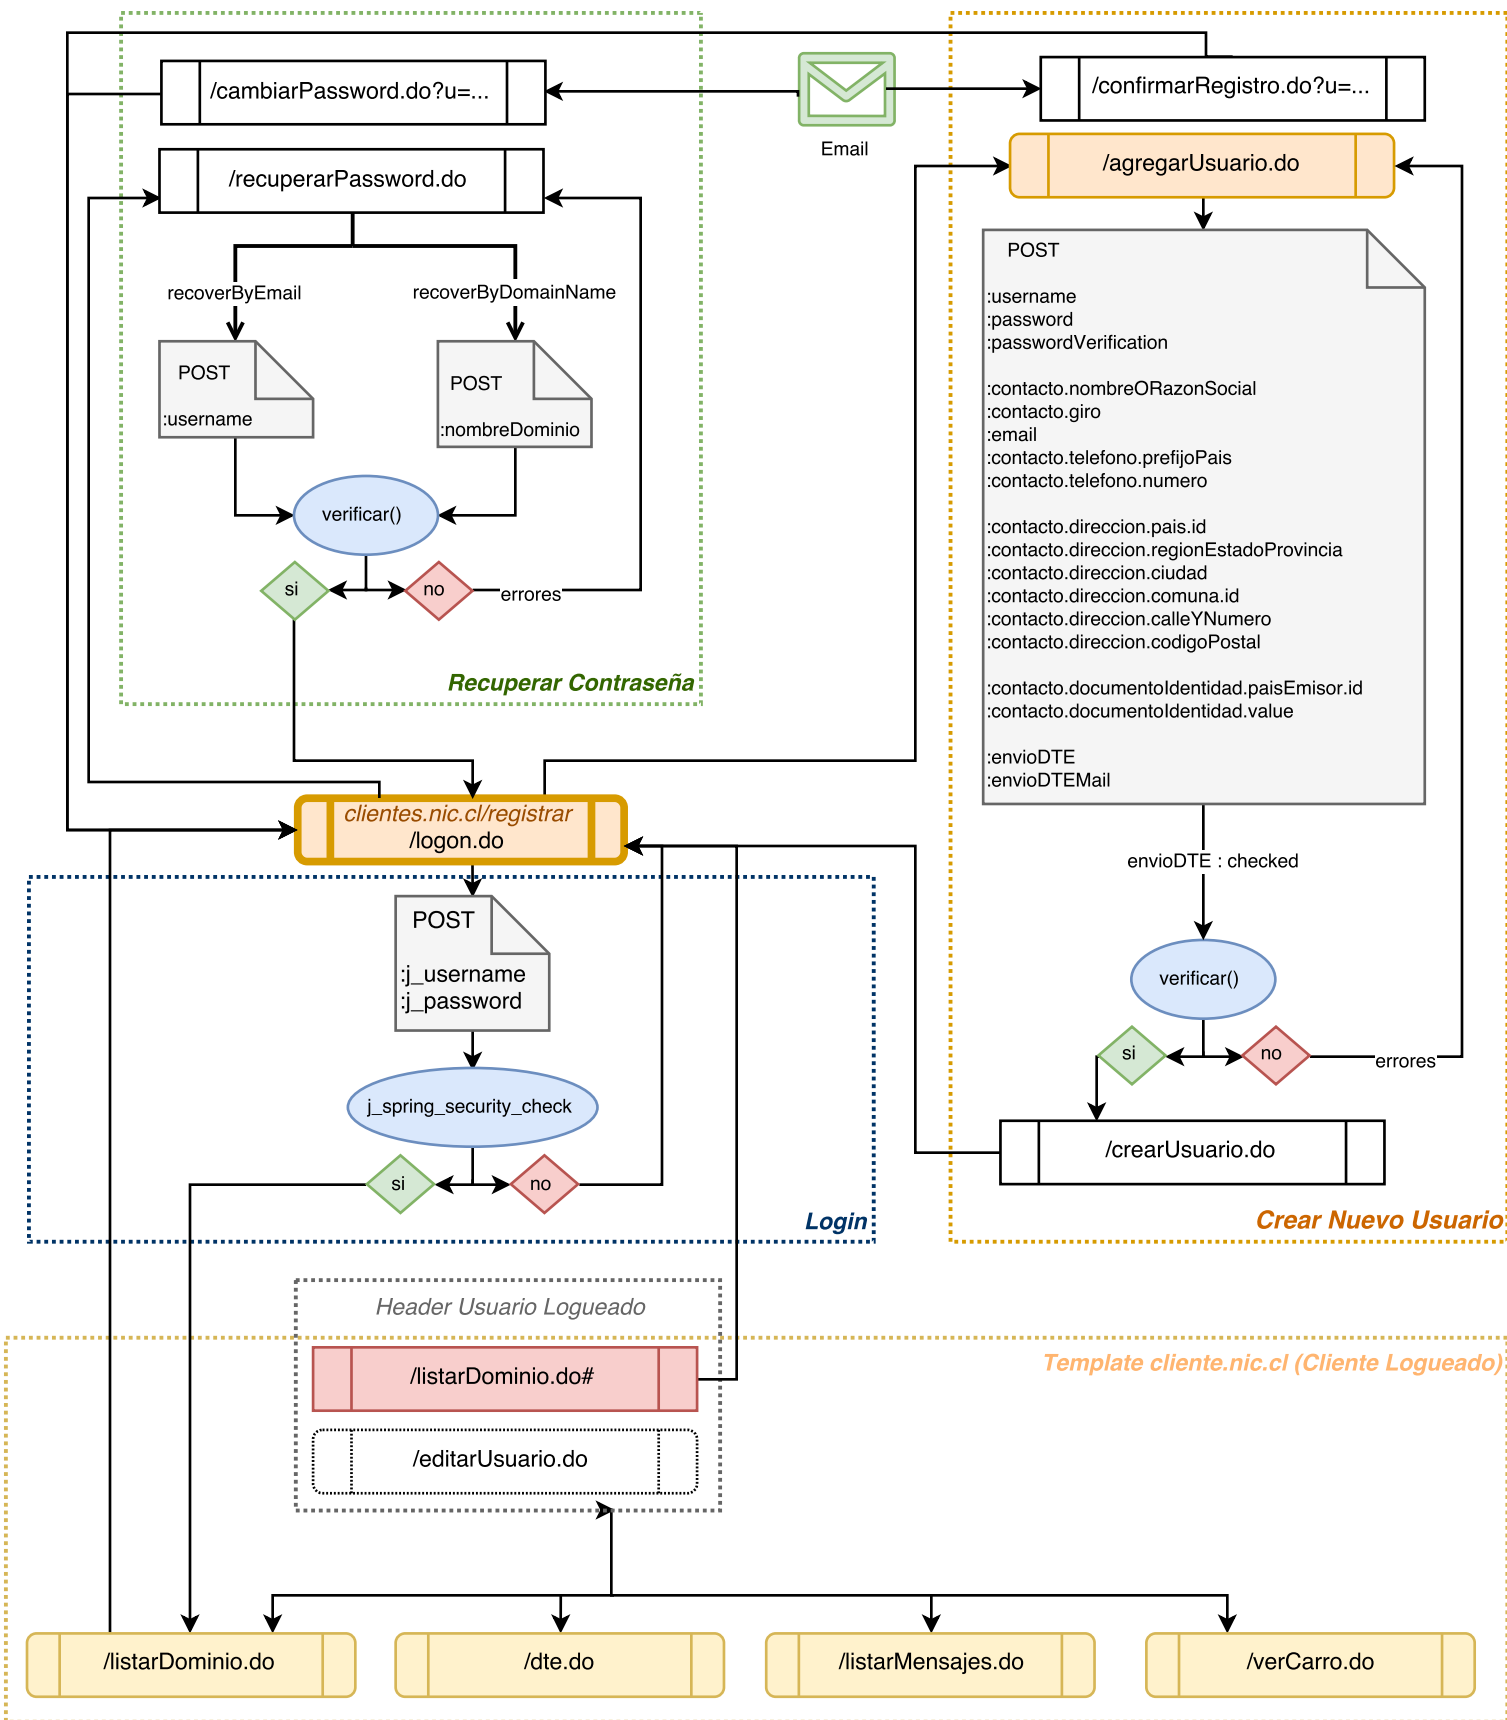 /cambiarPassword.do?u=...
Email
/confirmarRegistro.do?u=...
/recuperarPassword.do
recoverByEmail
recoverByDomainName
POST
:username
POST
:nombreDominio
verificar()
si
no
errores
Recuperar Contraseña
/agregarUsuario.do
POST
:username
:password
:passwordVerification
:contacto.nombreORazonSocial
:contacto.giro
:email
:contacto.telefono.prefijoPais
:contacto.telefono.numero
:contacto.direccion.pais.id
:contacto.direccion.regionEstadoProvincia
:contacto.direccion.ciudad
:contacto.direccion.comuna.id
:contacto.direccion.calleYNumero
:contacto.direccion.codigoPostal
:contacto.documentoIdentidad.paisEmisor.id
:contacto.documentoIdentidad.value
:envioDTE
:envioDTEMail
envioDTE : checked
verificar()
si
no
errores
/crearUsuario.do
Crear Nuevo Usuario
clientes.nic.cl/registrar
/logon.do
POST
:j_username
:j_password
j_spring_security_check
si
no
Login
Header Usuario Logueado
/listarDominio.do#
/editarUsuario.do
Template cliente.nic.cl (Cliente Logueado)
/listarDominio.do
/dte.do
/listarMensajes.do
/verCarro.do